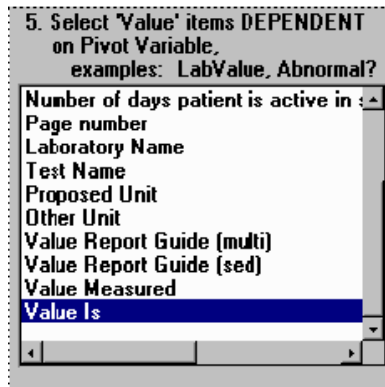 5. Select 'Value' items DEPENDENT
on Pivot Variable,
examples: LabValue, Abnormal?
Number of days patient is active in
Page number
Laboratory Name
Test Name
Proposed Unit
Other Unit
Value Report Guide (multi)
Value Report Guide (sed)
Value Measured
Value Is